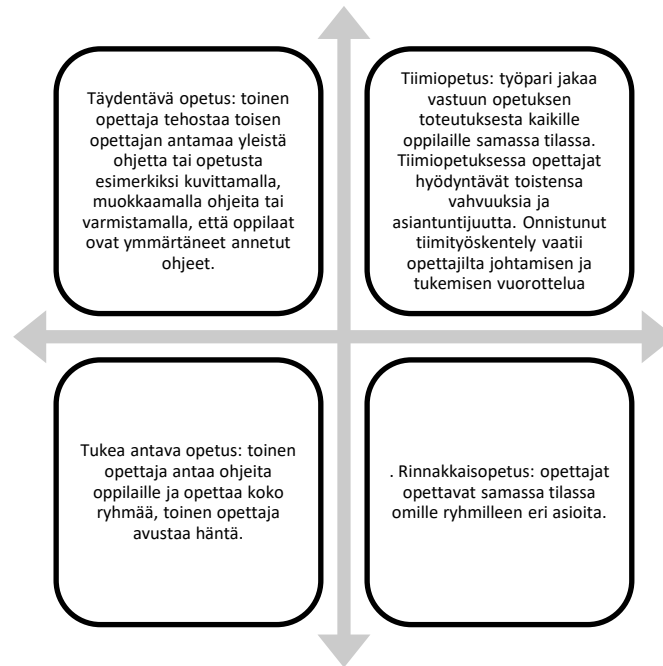 Täydentävä opetus: toinen
opettaja tehostaa toisen
opettajan antamaa yleistä
ohjetta tai opetusta
esimerkiksi kuvittamalla,
muokkaamalla ohjeita tai
varmistamalla, että oppilaat
ovat ymmärtäneet annetut
ohjeet.
Tiimiopetus: työpari jakaa
vastuun opetuksen
toteutuksesta kaikille
oppilaille samassa tilassa.
Tiimiopetuksessa opettajat
hyödyntävät toistensa
vahvuuksia ja
asiantuntijuutta. Onnistunut
tiimityöskentely vaatii
opettajilta johtamisen ja
tukemisen vuorottelua
Tukea antava opetus: toinen
opettaja antaa ohjeita
oppilaille ja opettaa koko
ryhmää, toinen opettaja
avustaa häntä.
. Rinnakkaisopetus: opettajat
opettavat samassa tilassa
omille ryhmilleen eri asioita.